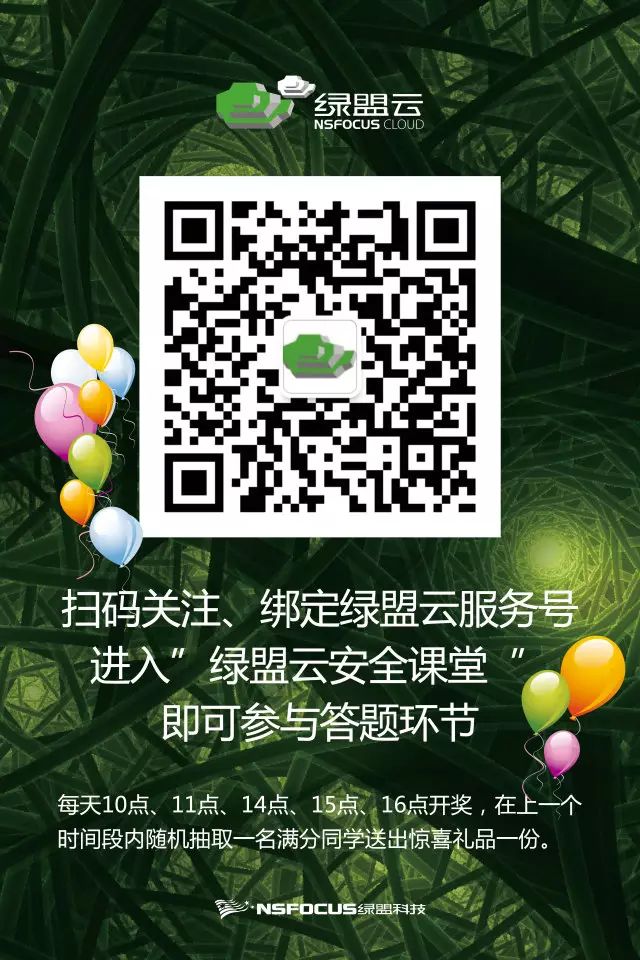 绿盟云
NSFOCUS CLOUD
扫码关注、绑定绿盟云服务号
进入”绿盟云安全课堂 ”
即可参与答题环节
每天10点、11点、14点、15点、16点开奖，在上一个
时间段内随机抽取一名满分同学送出惊喜礼品一份。
NSFOCUS绿盟科技